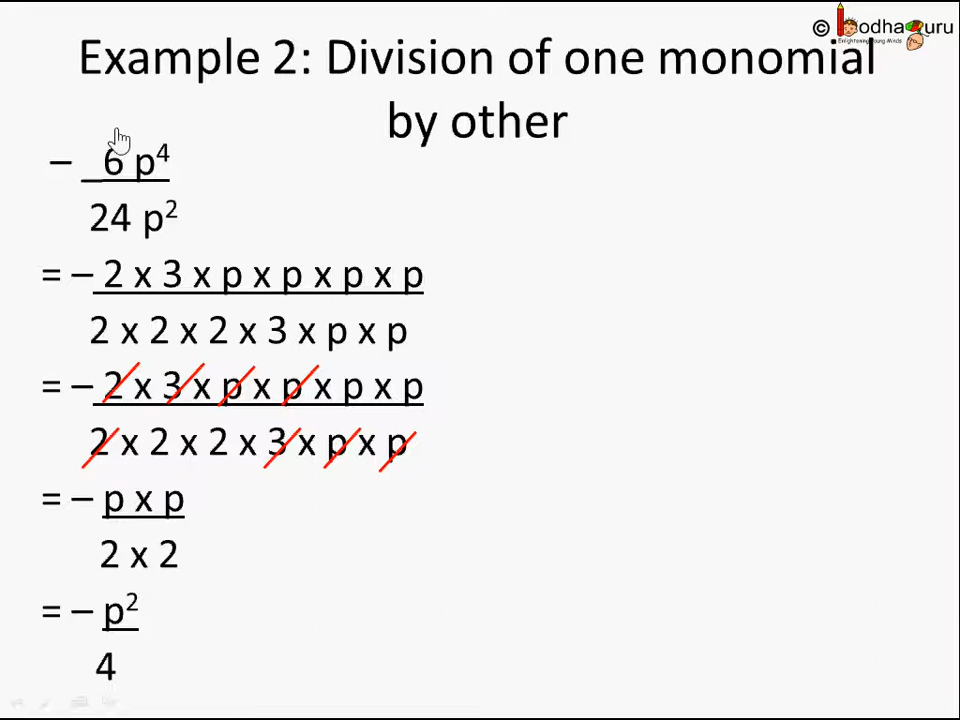 © BodhaGuru
Enlightening Young Minds
Example 2: Division of one monomial
by other
– _6 p⁴
24 p²
= – 2 x 3 x p x p x p x p
2 x 2 x 2 x 3 x p x p
= – 2 x 3 x p x p x p x p
2 x 2 x 2 x 3 x p x p
= – p x p
2 x 2
= – p²
4